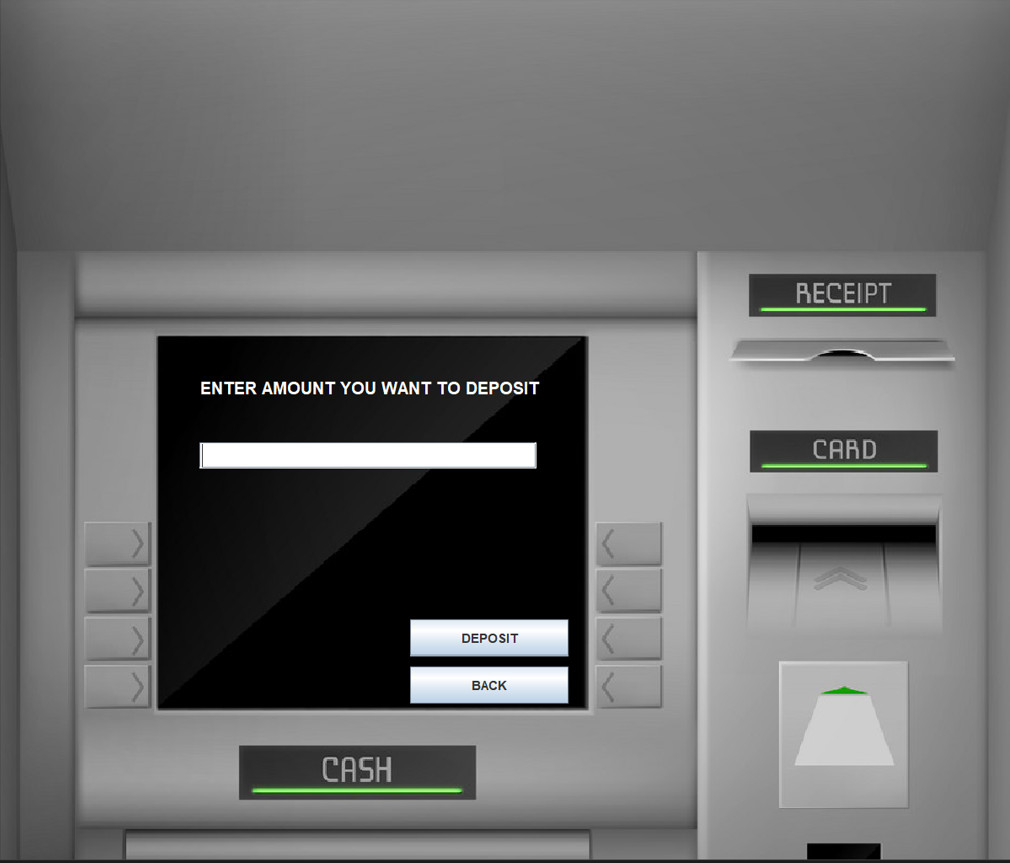 RECEIPT
ENTER AMOUNT YOU WANT TO DEPOSIT
CARD
DEPOSIT
BACK
CASH